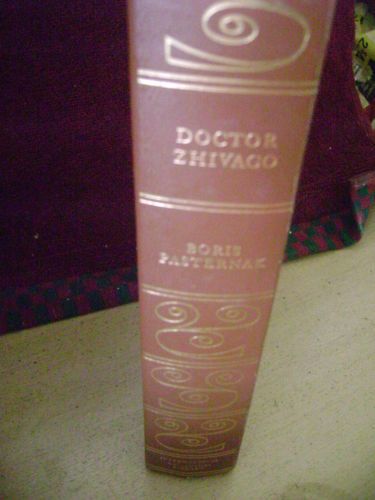 DOCTOR
ZHIVAGO
BORIS
PASTERNAK